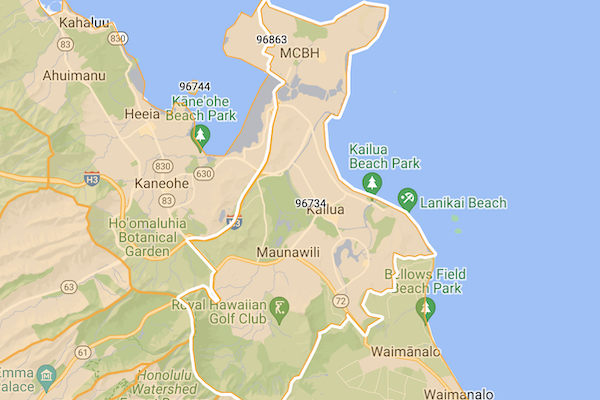 Kahaluu
83
Ahuimanu
96863
MCBH
96744
Kāne'ohe
Beach Park
Heeia
83
830
830
630
Kaneohe
H3
Kailua
Beach Park
Lanikai Beach
96734
Kailua
H3
Ho'omaluhia
Botanical
Garden
Maunawili
Bellows Field
Beach Park
63
72
Royal Hawaiian
Golf Club
61
Waimānalo
Emma
Palace
Honolulu
Watershed
Waimanalo